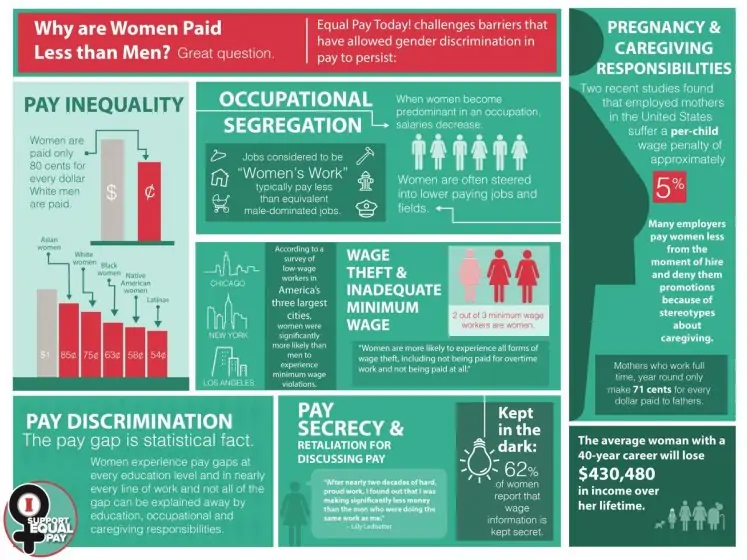 Why are Women Paid
Less than Men? Great question.
Equal Pay Today! challenges barriers that
have allowed gender discrimination in
pay to persist:
PAY INEQUALITY
Women are
paid only
80 cents for
every dollar
White men
are paid.
$
¢
Asian
women
White
women
Black
women
Native
American
women
Latinas
$1
85¢
75¢
63¢
58¢
54¢
OCCUPATIONAL
SEGREGATION
Jobs considered to be
"Women's Work"
typically pay less
than equivalent
male-dominated jobs.
When women become
predominant in an occupation,
salaries decrease.
Women are often steered
into lower paying jobs and
fields.
CHICAGO
NEW YORK
LOS ANGELES
According to a
survey of
low-wage
workers in
America's
three largest
cities,
women were
significantly
more likely than
men to
experience
minimum wage
violations.
WAGE
THEFT &
INADEQUATE
MINIMUM
WAGE
2 out of 3 minimum wage
workers are women.
"Women are more likely to experience all forms of
wage theft, including not being paid for overtime
work and not being paid at all."
PREGNANCY &
CAREGIVING
RESPONSIBILITIES
Two recent studies found
that employed mothers
in the United States
suffer a per-child
wage penalty of
approximately
5%
Many employers
pay women less
from the moment
of hire
and deny them
promotions
because of
stereotypes
about
caregiving.
Mothers who work full
time, year round only
make 71 cents for every
dollar paid to fathers.
PAY DISCRIMINATION
The pay gap is statistical fact.
Women experience pay gaps at
every education level and in nearly
every line of work and not all of the
gap can be explained away by
education, occupational and
caregiving responsibilities.
I
SUPPORT
EQUAL
PAY
PAY
SECRECY &
RETALIATION FOR
DISCUSSING PAY
"After nearly two decades of hard,
proud work, I found out that I was
making significantly less money
than the men who were doing the
same work as me."
– Lilly Ledbetter
Kept
in the
dark:
62%
of women
report that
wage
information is
kept secret.
The average woman with a
40-year career will lose
$430,480
in income over
her lifetime.